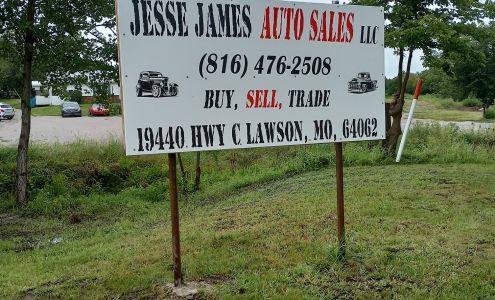 JESSE JAMES AUTO SALES LLC
(816) 476-2508
BUY, SELL, TRADE
19440 HWY C LAWSON, MO, 64062